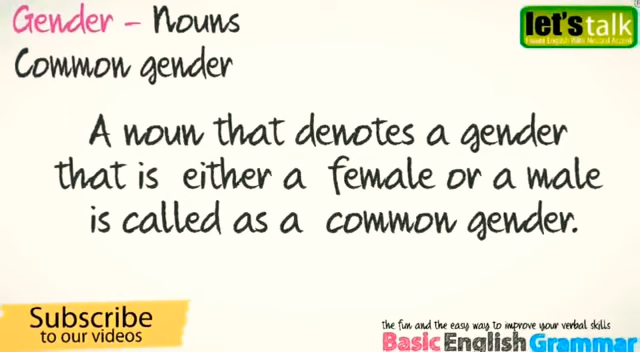 Gender - Nouns
let's talk
Common gender
A noun that denotes a gender
that is either a female or a male
is called as a common gender.
Subscribe
to our videos
the fun and the easy way to improve your verbal skills
Basic English Grammar